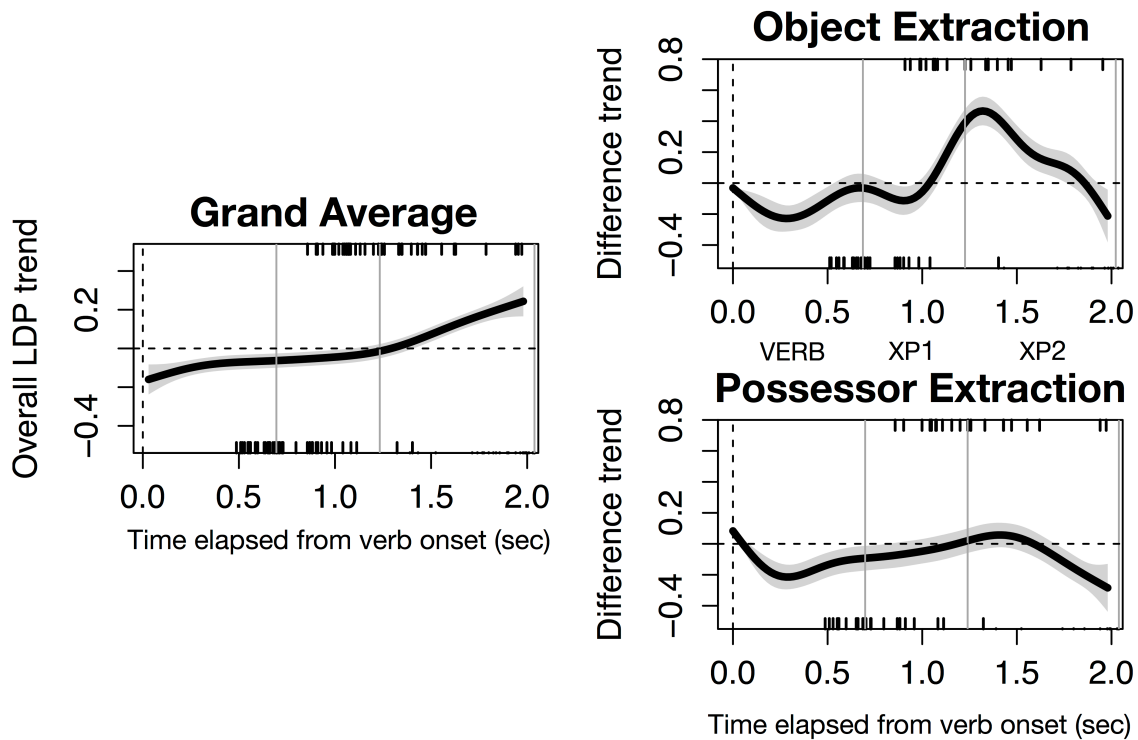 Grand Average
Overall LDP trend
0.2
−0.4
0.0 0.5 1.0 1.5 2.0
Time elapsed from verb onset (sec)
Object Extraction
Difference trend
0.8
0.2
−0.4
0.0 0.5 1.0 1.5 2.0
VERB XP1 XP2
Possessor Extraction
Difference trend
0.8
0.2
−0.4
0.0 0.5 1.0 1.5 2.0
Time elapsed from verb onset (sec)